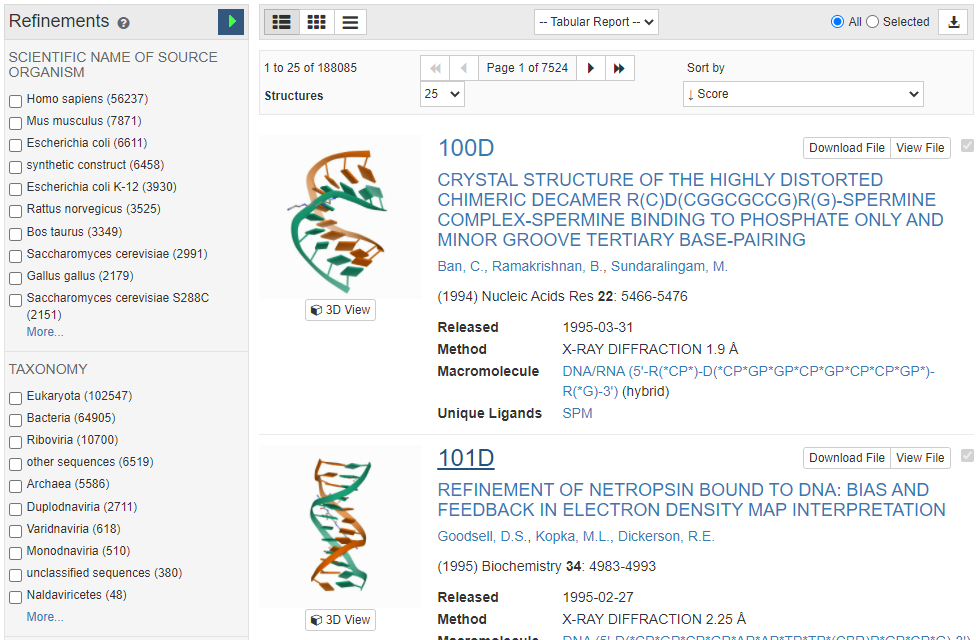 Refinements
SCIENTIFIC NAME OF SOURCE
ORGANISM
Homo sapiens (56237)
Mus musculus (7871)
Escherichia coli (6611)
synthetic construct (6458)
Escherichia coli K-12 (3930)
Rattus norvegicus (3525)
Bos taurus (3349)
Saccharomyces cerevisiae (2991)
Gallus gallus (2179)
Saccharomyces cerevisiae S288C
(2151)
More...
TAXONOMY
Eukaryota (102547)
Bacteria (64905)
Riboviria (10700)
other sequences (6519)
Archaea (5586)
Duplodnaviria (2711)
Varidnaviria (618)
Monodnaviria (510)
unclassified sequences (380)
Naldaviricetes (48)
More...
-- Tabular Report --
All Selected
1 to 25 of 188085
Structures
Page 1 of 7524
25
Sort by
↓ Score
100D
Download File View File
CRYSTAL STRUCTURE OF THE HIGHLY DISTORTED
CHIMERIC DECAMER R(C)D(CGGCGCCG)R(G)-SPERMINE
COMPLEX-SPERMINE BINDING TO PHOSPHATE ONLY AND
MINOR GROOVE TERTIARY BASE-PAIRING
Ban, C., Ramakrishnan, B., Sundaralingam, M.
(1994) Nucleic Acids Res 22: 5466-5476
3D View
Released 1995-03-31
Method X-RAY DIFFRACTION 1.9 Å
Macromolecule DNA/RNA (5'-R(*CP*)-D(*CP*GP*GP*CP*GP*CP*CP*GP*)-
R(*G)-3') (hybrid)
Unique Ligands SPM
101D
Download File View File
REFINEMENT OF NETROPSIN BOUND TO DNA: BIAS AND
FEEDBACK IN ELECTRON DENSITY MAP INTERPRETATION
Goodsell, D.S., Kopka, M.L., Dickerson, R.E.
(1995) Biochemistry 34: 4983-4993
Released 1995-02-27
3D View
Method X-RAY DIFFRACTION 2.25 Å
Macromolecule